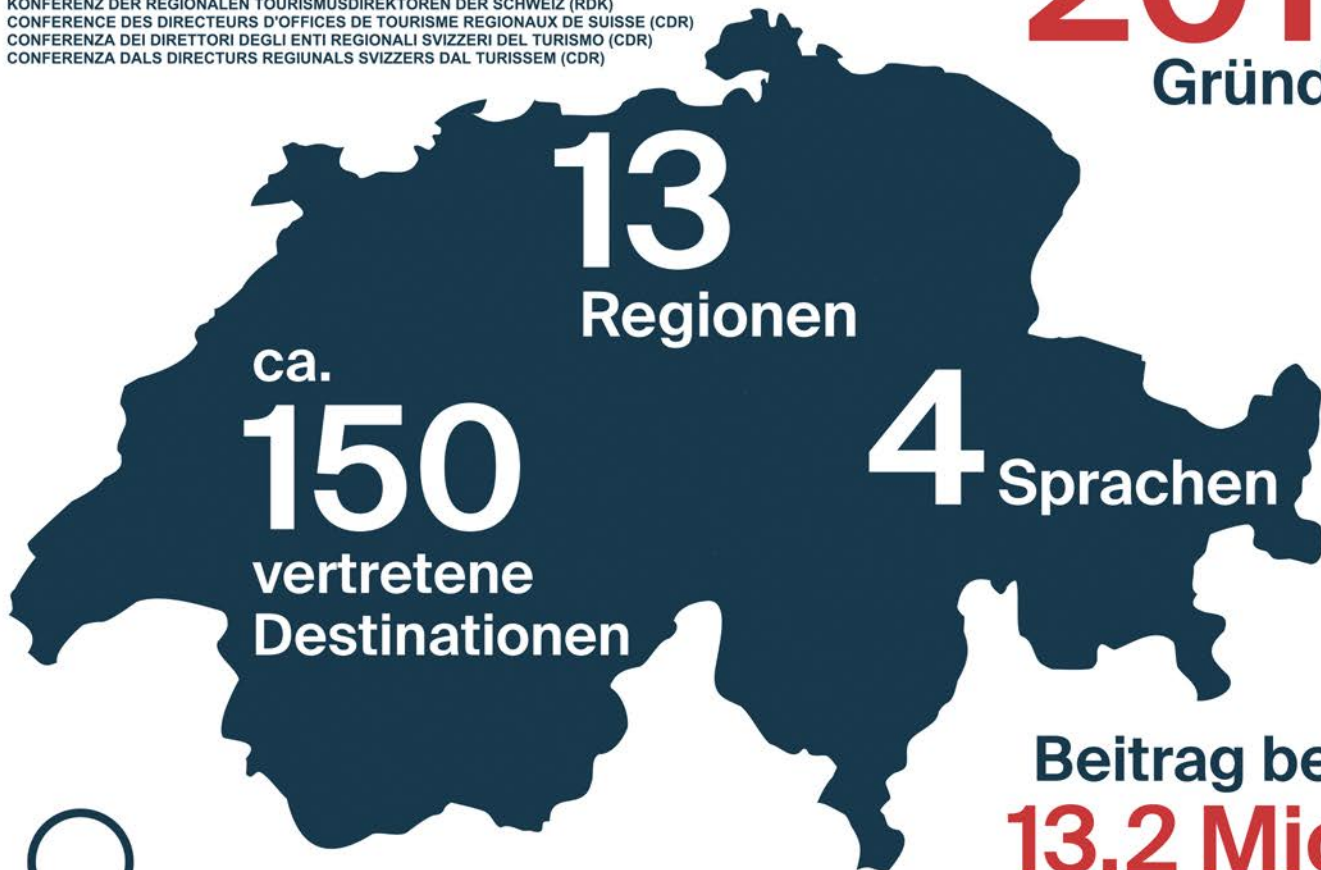 KONFERENZ DER REGIONALEN TOURISMUSDIREKTOREN DER SCHWEIZ (RDK)
CONFERENCE DES DIRECTEURS D'OFFICES DE TOURISME REGIONAUX DE SUISSE (CDR)
CONFERENZA DEI DIRETTORI DEGLI ENTI REGIONALI SVIZZERI DEL TURISMO (CDR)
CONFERENZA DALS DIRECTURS REGIUNALS SVIZZERS DAL TURISSEM (CDR)
13
Regionen
ca.
150
vertretene
Destinationen
4 Sprachen
Beitrag
13.2